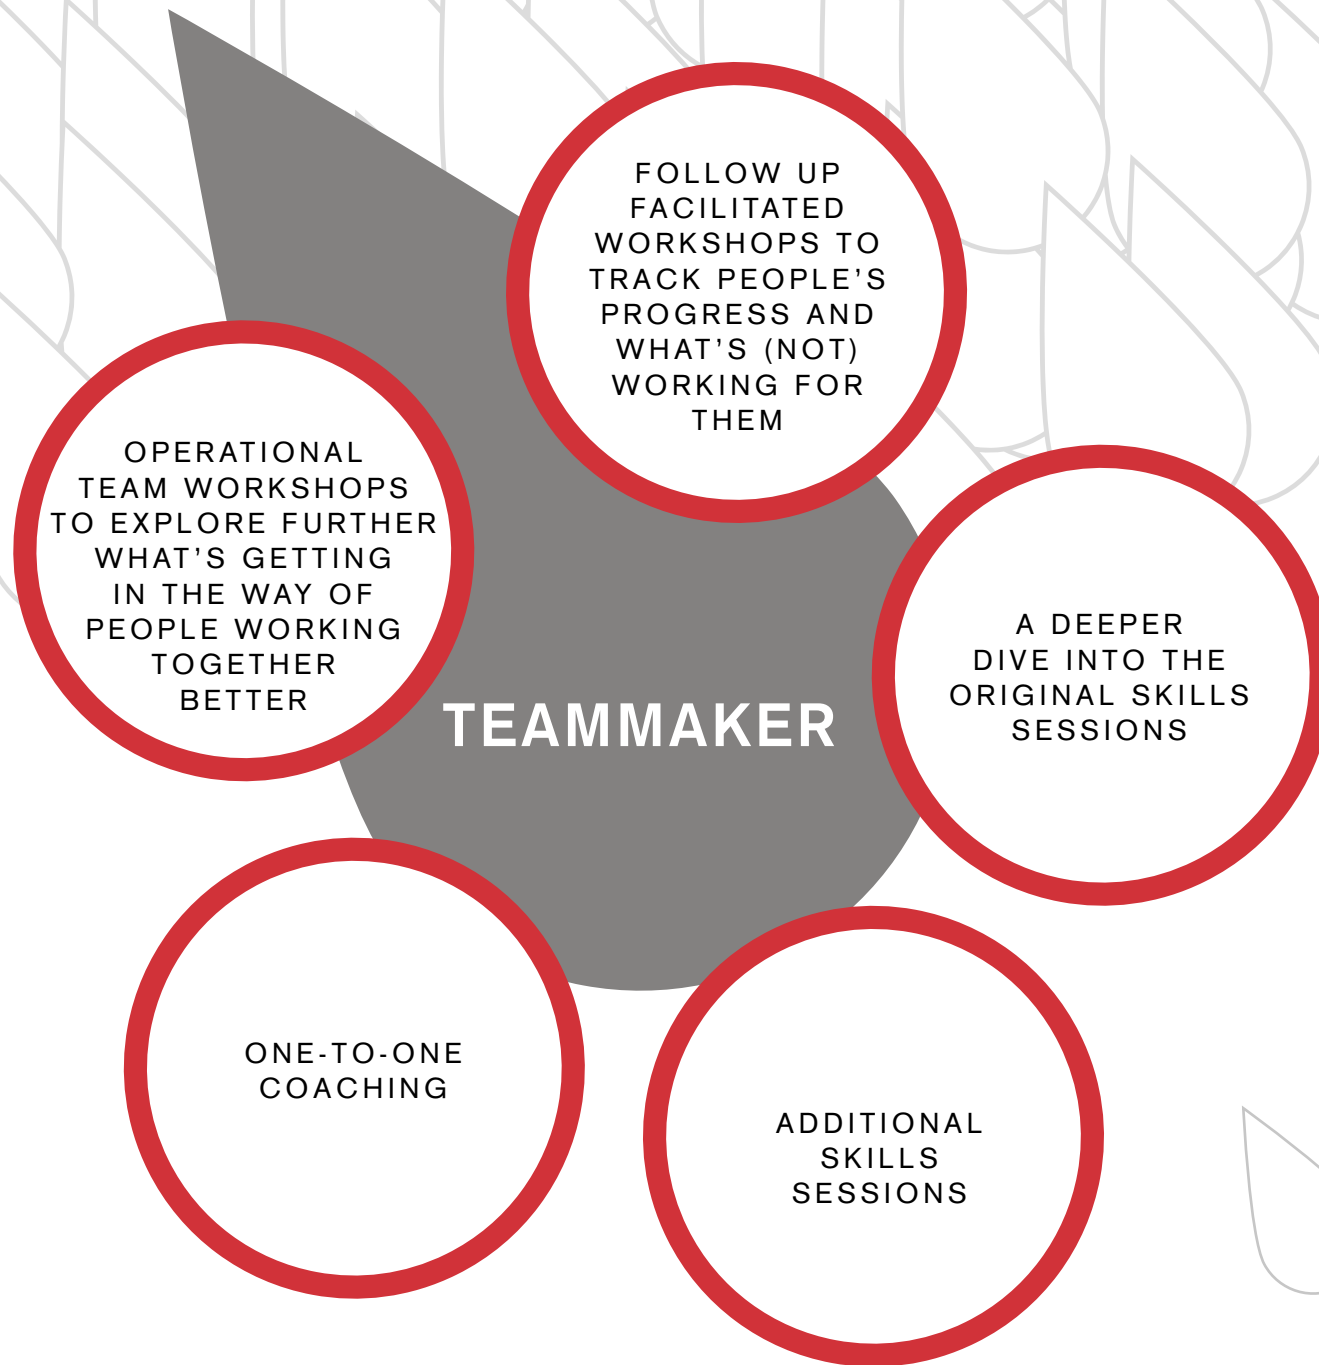 FOLLOW UP
FACILITATED
WORKSHOPS TO
TRACK PEOPLE’S
PROGRESS AND
WHAT’S (NOT)
WORKING FOR
THEM
OPERATIONAL
TEAM WORKSHOPS
TO EXPLORE FURTHER
WHAT’S GETTING
IN THE WAY OF
PEOPLE WORKING
TOGETHER
BETTER
A DEEPER
DIVE INTO THE
ORIGINAL SKILLS
SESSIONS
TEAMMAKER
ONE-TO-ONE
COACHING
ADDITIONAL
SKILLS
SESSIONS